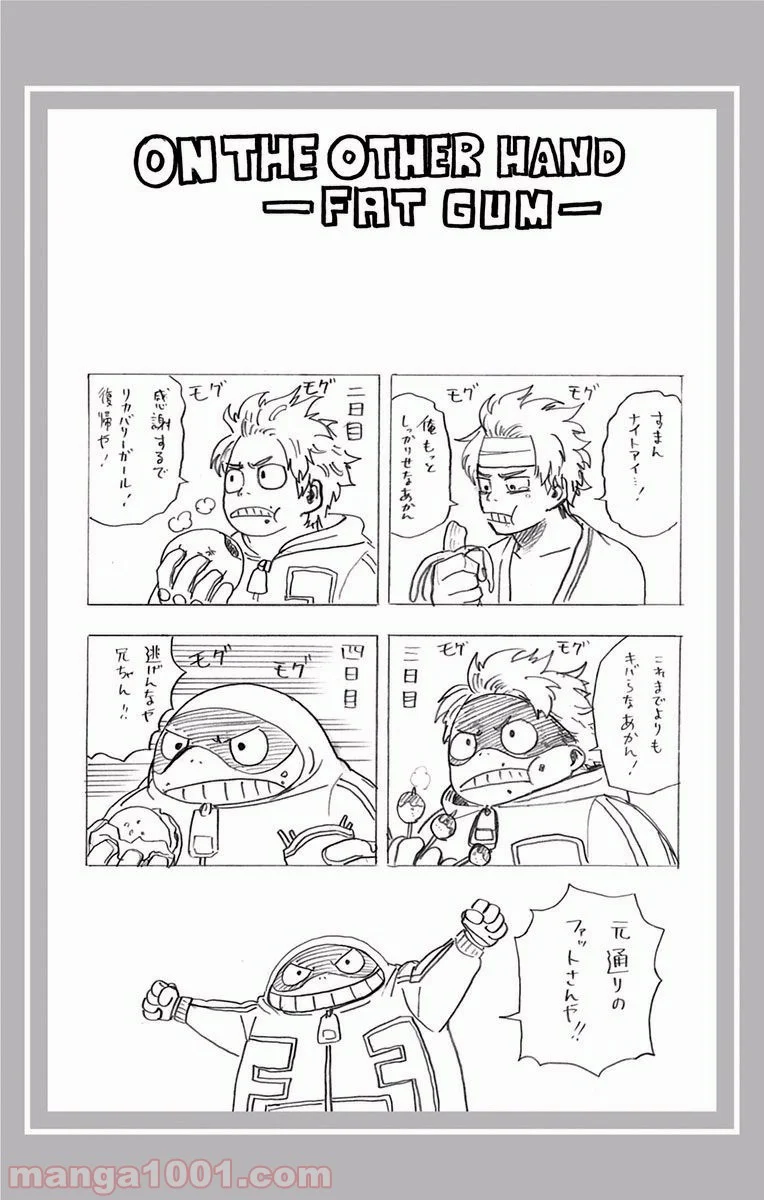 ON THE OTHER HAND
— FAT GUM —
すまん
ナイトアイ…!
モグ
モグ
俺もっと
しっかりせなあかん
二日目
モグ
モグ
感謝するで
リカバリーガール!
復帰や!
これまでよりも
キバらなあかん!
モグ
モグ
三日目
四日目
モグ
モグ
逃げんなや
兄ちゃん!!
元通りの
ファットさんや!!
manga1001.com